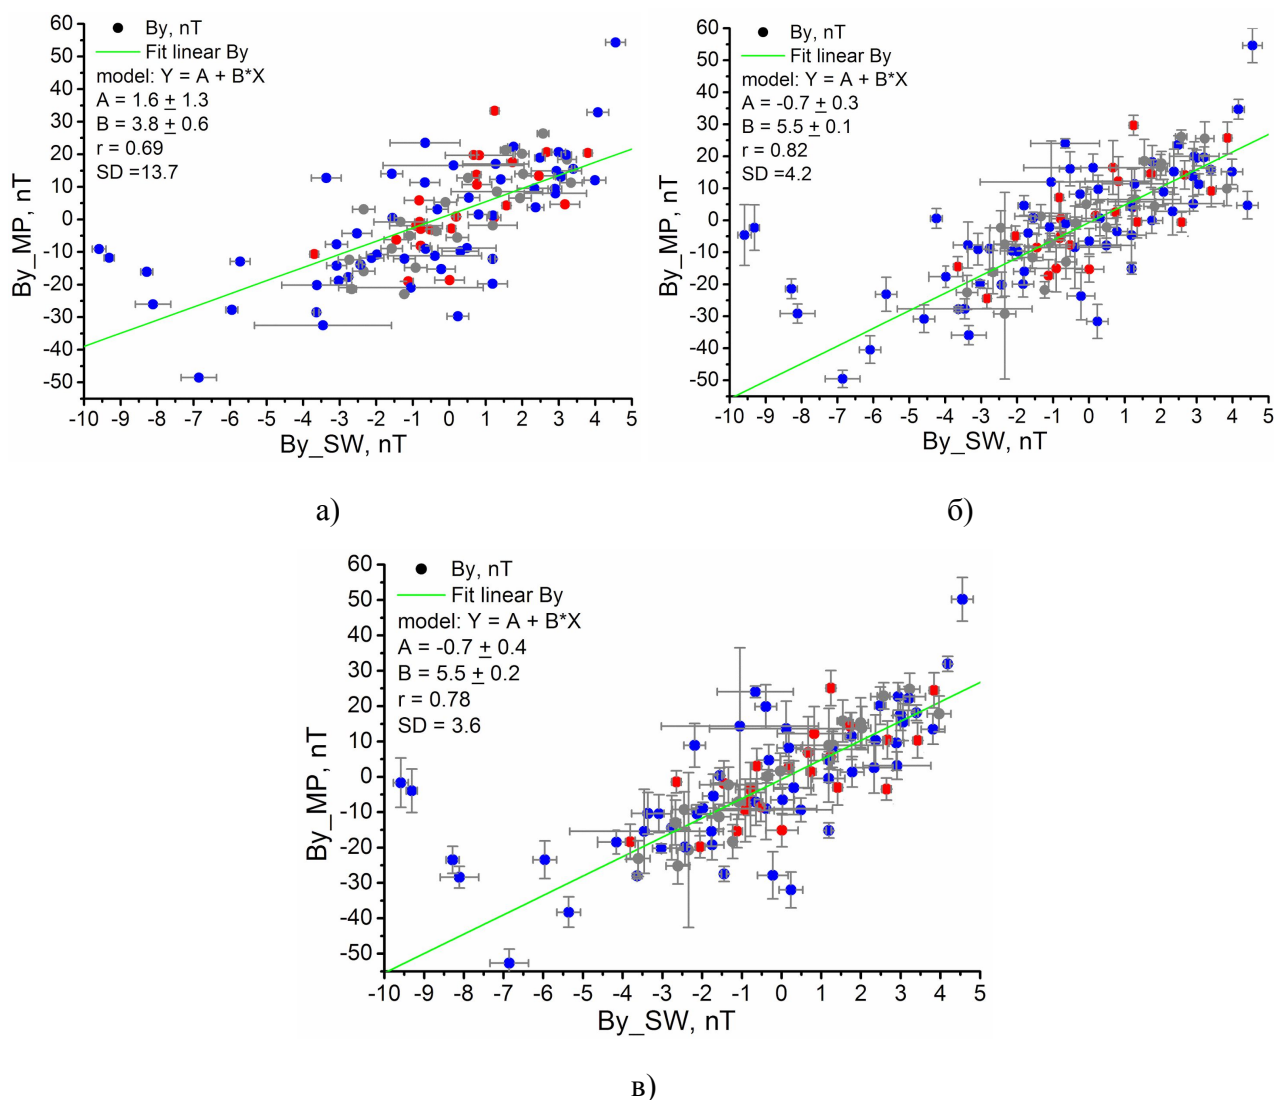 By, nT
Fit linear By
model: Y = A + B*X
A = 1.6 ± 1.3
B = 3.8 ± 0.6
r = 0.69
SD =13.7
60
50
40
30
20
10
0
-10
-20
-30
-40
-50
By_MP, nT
-10 -9 -8 -7 -6 -5 -4 -3 -2 -1 0 1 2 3 4 5
By_SW, nT
а)
By, nT
Fit linear By
model: Y = A + B*X
A = -0.7 ± 0.3
B = 5.5 ± 0.1
r = 0.82
SD =4.2
60
50
40
30
20
10
0
-10
-20
-30
-40
-50
By_MP, nT
-10 -9 -8 -7 -6 -5 -4 -3 -2 -1 0 1 2 3 4 5
By_SW, nT
б)
By, nT
Fit linear By
model: Y = A + B*X
A = -0.7 ± 0.4
B = 5.5 ± 0.2
r = 0.78
SD = 3.6
60
50
40
30
20
10
0
-10
-20
-30
-40
-50
By_MP, nT
-10 -9 -8 -7 -6 -5 -4 -3 -2 -1 0 1 2 3 4 5
By_SW, nT
в)